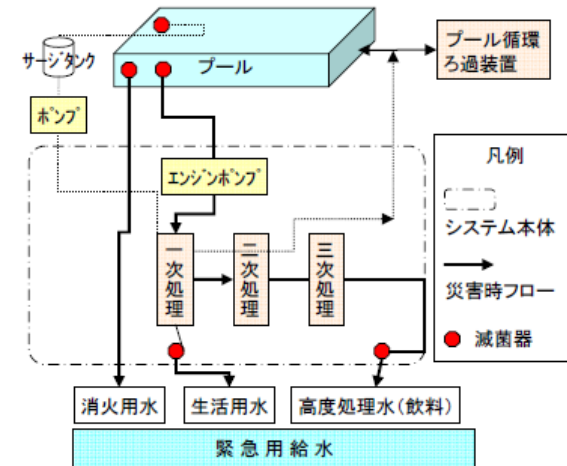 サージタンク
プール
プール循環
ろ過装置
ポンプ
エンジンポンプ
凡例
システム本体
災害時フロー
滅菌器
一次処理
二次処理
三次処理
消火用水
生活用水
高度処理水(飲料)
緊急用給水